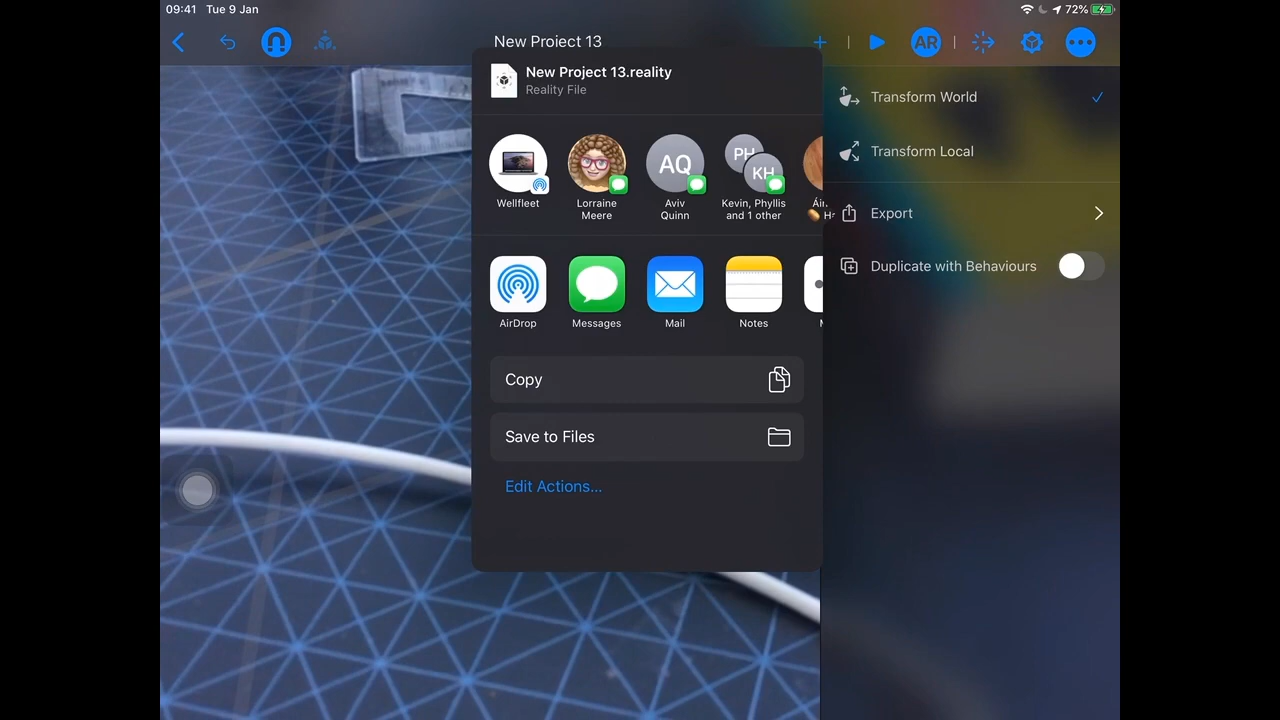 09:41 Tue 9 Jan
72%
New Project 13
AR
New Project 13.reality
Reality File
Transform World
Transform Local
Export
Duplicate with Behaviours
AQ
PH
KH
Wellfleet
Lorraine
Meere
Aviv
Quinn
Kevin, Phyllis
and 1 other
AirDrop
Messages
Mail
Notes
Copy
Save to Files
Edit Actions...